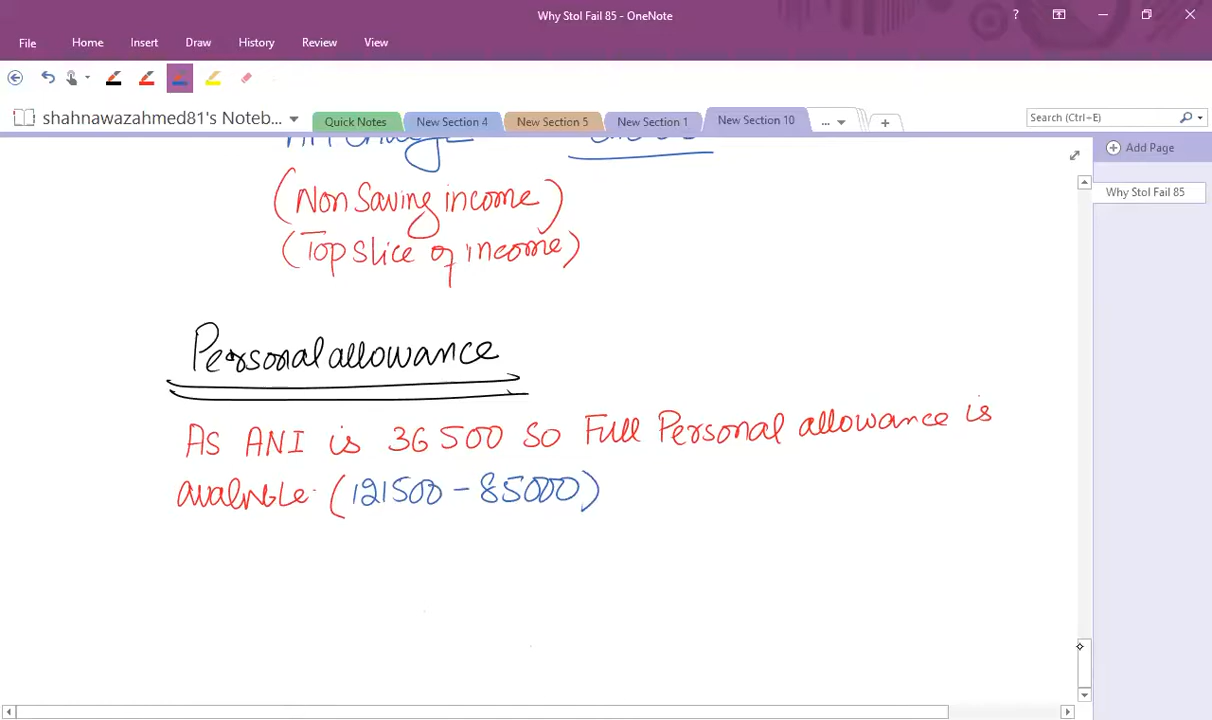 Why Stol Fail 85 - OneNote
?
File Home Insert Draw History Review View
shahnawazahmed81's Noteb...
Quick Notes New Section 4 New Section 5 New Section 1 New Section 10 ...
Search (Ctrl+E)
Add Page
Why Stol Fail 85
(Non Saving income)
(Top Slice of income)
Personal allowance
As ANI is 36500 So Full Personal allowance is
available. (121500 - 85000)